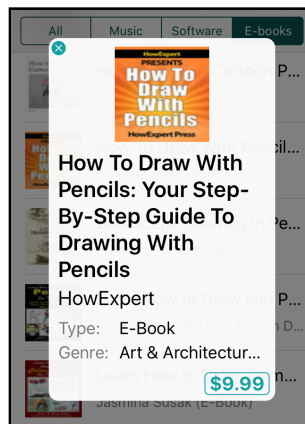 All Music Software E-books
HowExpert
PRESENTS
How To
Draw
With
Pencils
HowExpert Press
How To Draw With
Pencils: Your Step-
By-Step Guide To
Drawing With
Pencils
HowExpert
Type: E-Book
Genre: Art & Architectur...
$9.99
Jasmina Susak (E-Book)